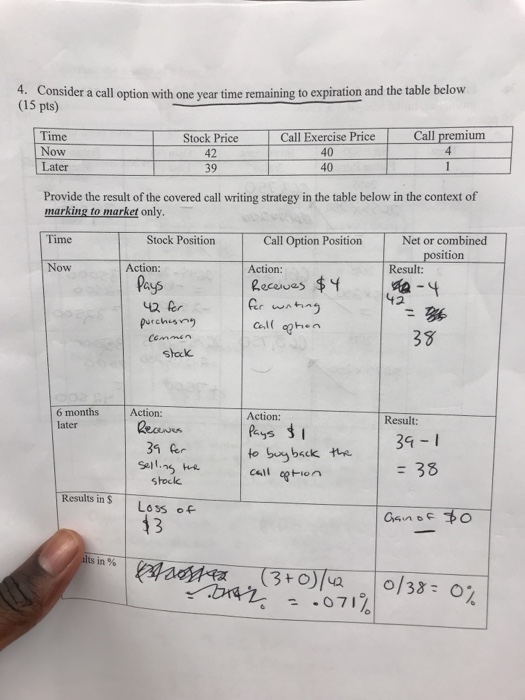 4. Consider a call option with one year time remaining to expiration and the table below
(15 pts)
Time Stock Price Call Exercise Price Call premium
Now 42 40 4
Later 39 40 1
Provide the result of the covered call writing strategy in the table below in the context of
marking to market only.
Time Stock Position Call Option Position Net or combined
position
Now Action: Action: Result:
Pays Receives $4 42 - 4
42 for for writing = 38
purchasing call option
common
stock
6 months Action: Action: Result:
later Receives Pays $1 39 - 1
39 for to buy back the = 38
selling the call option
stock
Results in $ Loss of Gain of $0
$3
lts in % (3+0)/42 0/38 = 0%
= .071%